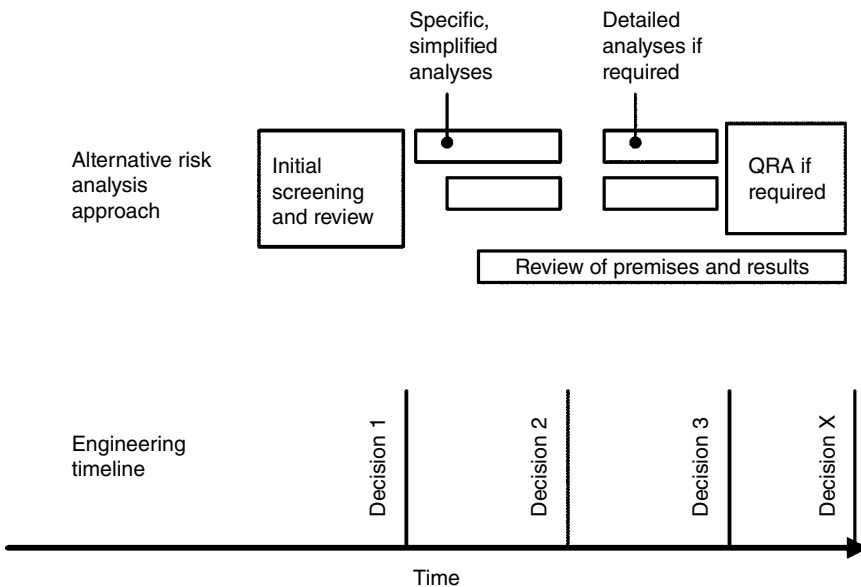 Specific,
simplified
analyses
Detailed
analyses if
required
Alternative risk
analysis
approach
Initial
screening
and review
QRA if
required
Review of premises and results
Engineering
timeline
Decision 1
Decision 2
Decision 3
Decision X
Time